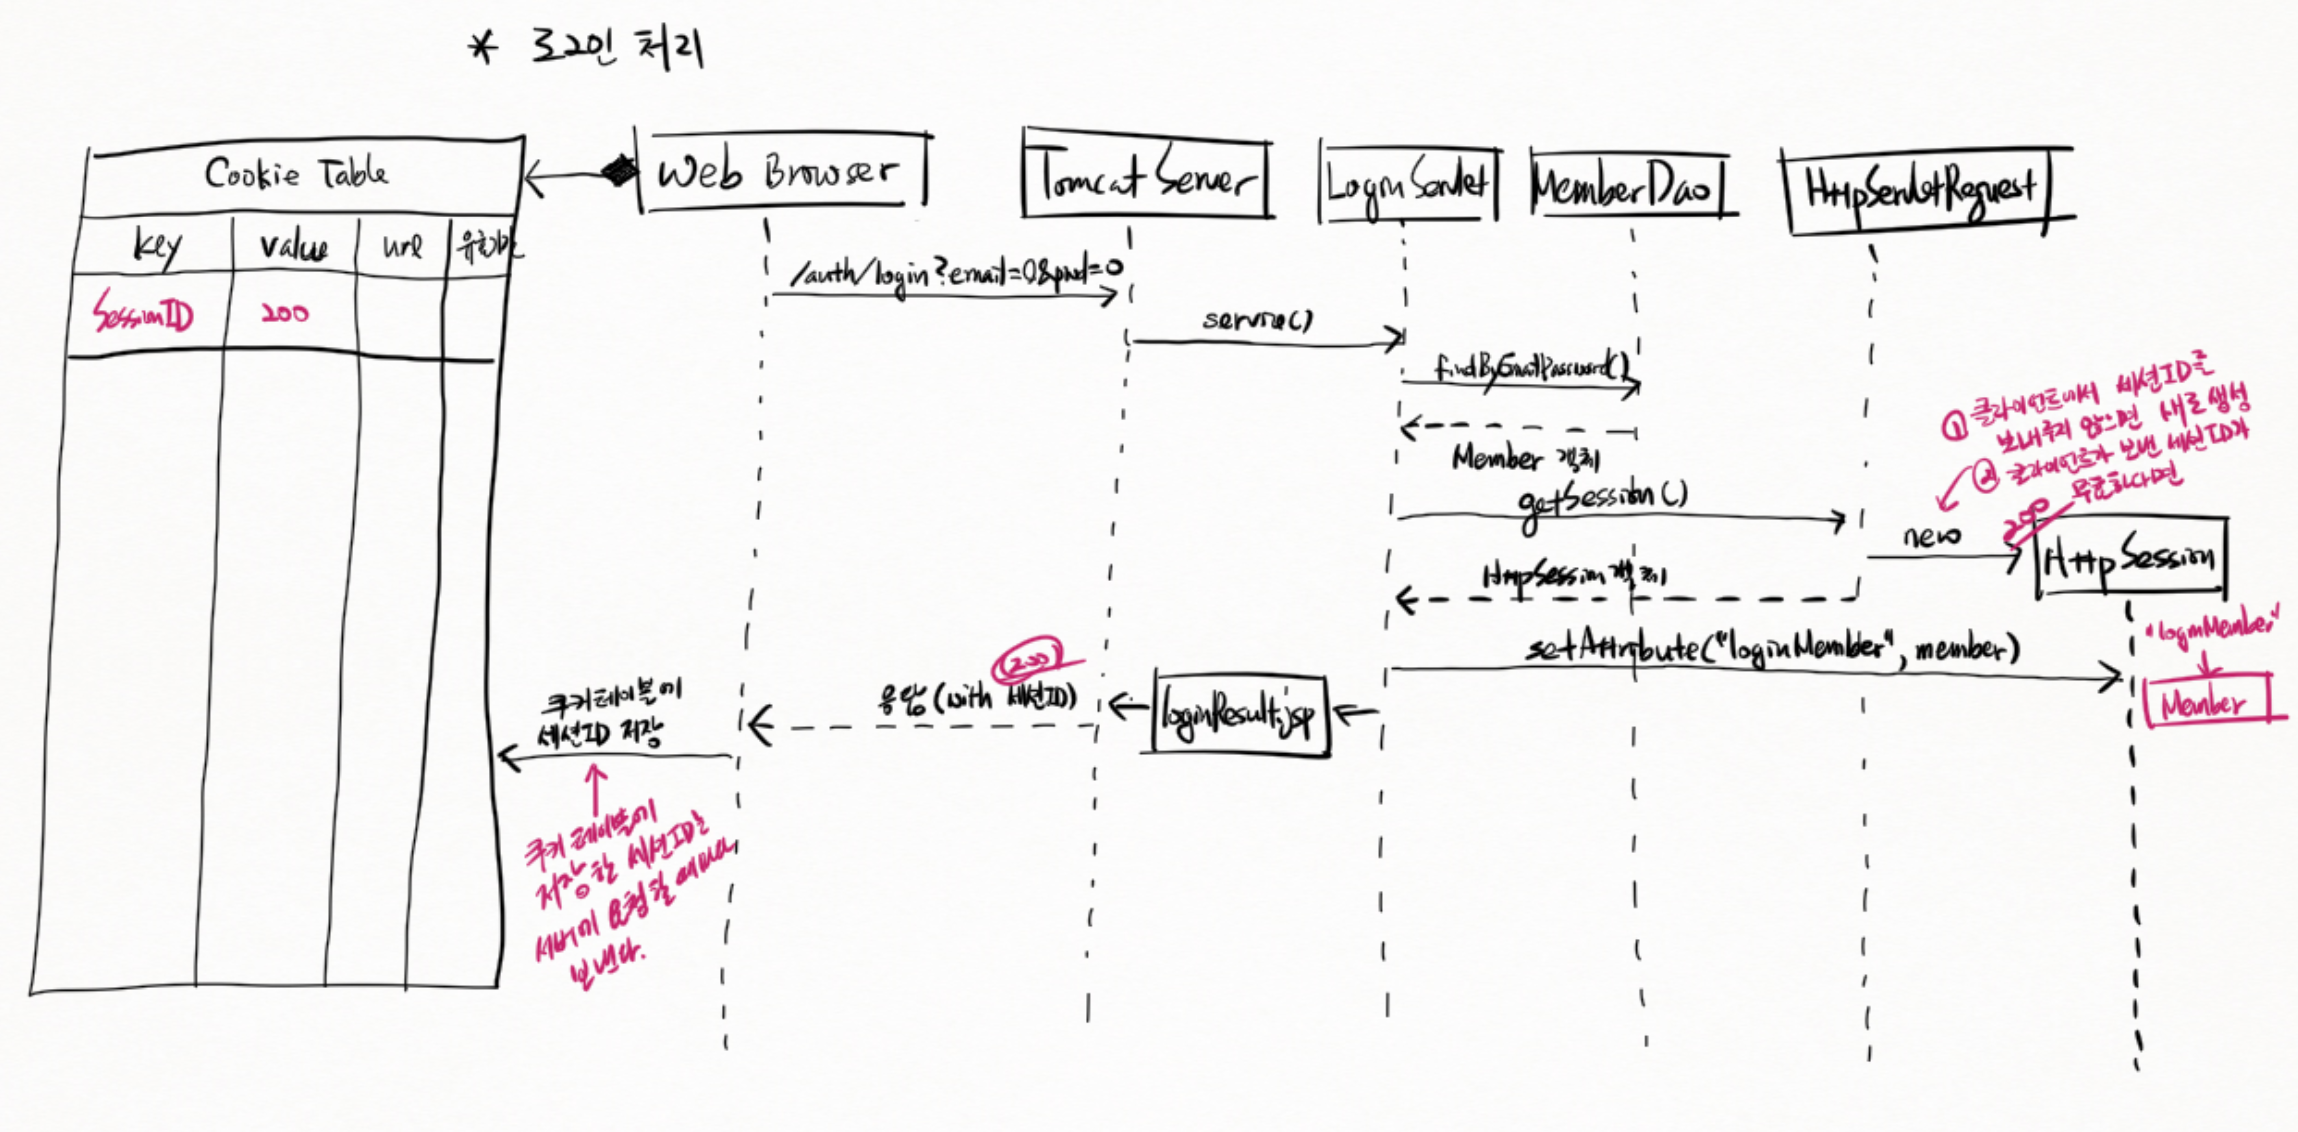 * 로그인 처리
Cookie Table
Web Browser
Tomcat Server
LoginServlet
MemberDao
HttpServletRequest
key value url 유효기간
SessionID 200
/auth/login?email=0&pwd=0
service()
findByEmailPassword()
Member 객체
① 클라이언트에서 세션ID를
보내주지 않으면 새로 생성
② 클라이언트가 보낸 세션ID가
무효하다면
getSession()
200
new
HttpSession
HttpSession 객체
"loginMember"
setAttribute("loginMember", member)
Member
(200)
응답 (with 세션ID)
loginResult.jsp
쿠키테이블에
세션ID 저장
쿠키 테이블에
저장한 세션ID는
서버에 요청할 때마다
보낸다.